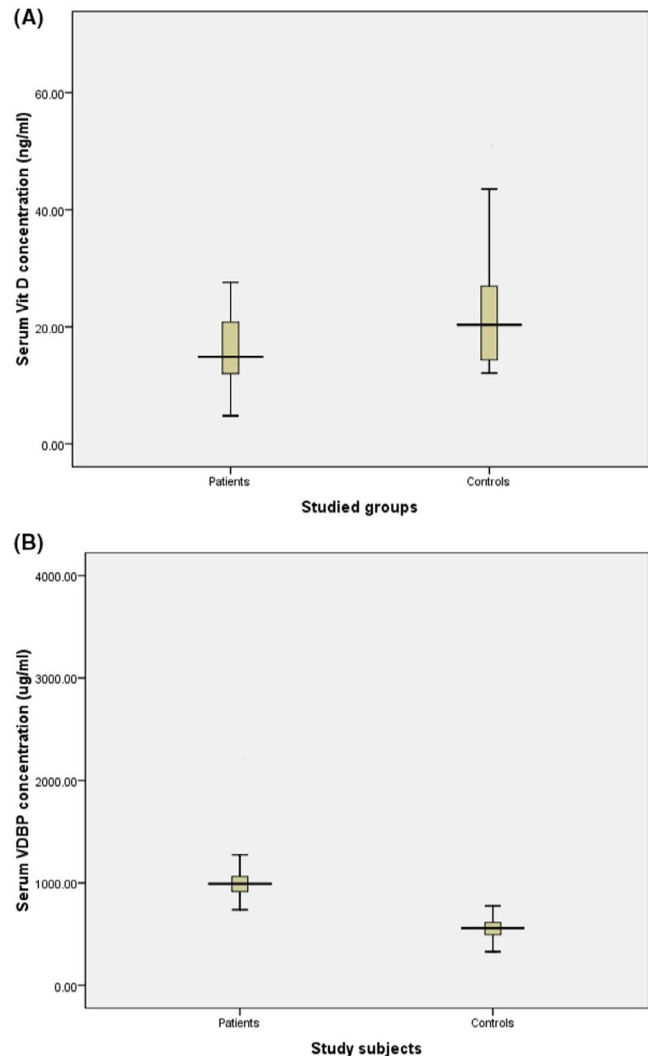 (A)
Serum Vit D concentration (ng/ml)
60.00
40.00
20.00
0.00
Patients Controls
Studied groups
(B)
Serum VDBP concentration (ug/ml)
4000.00
3000.00
2000.00
1000.00
0.00
Patients Controls
Study subjects